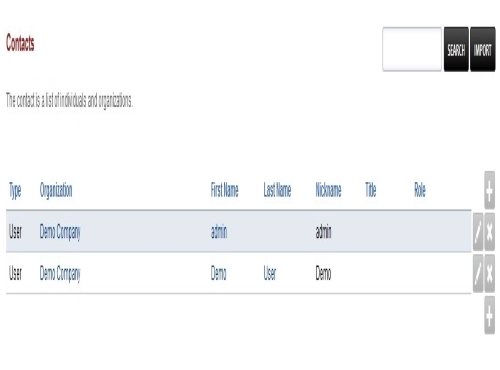 Contacts
SEARCH IMPORT
The contact is a list of individuals and organizations.
Type Organization First Name Last Name Nickname Title Role
User Demo Company admin admin
User Demo Company Demo User Demo